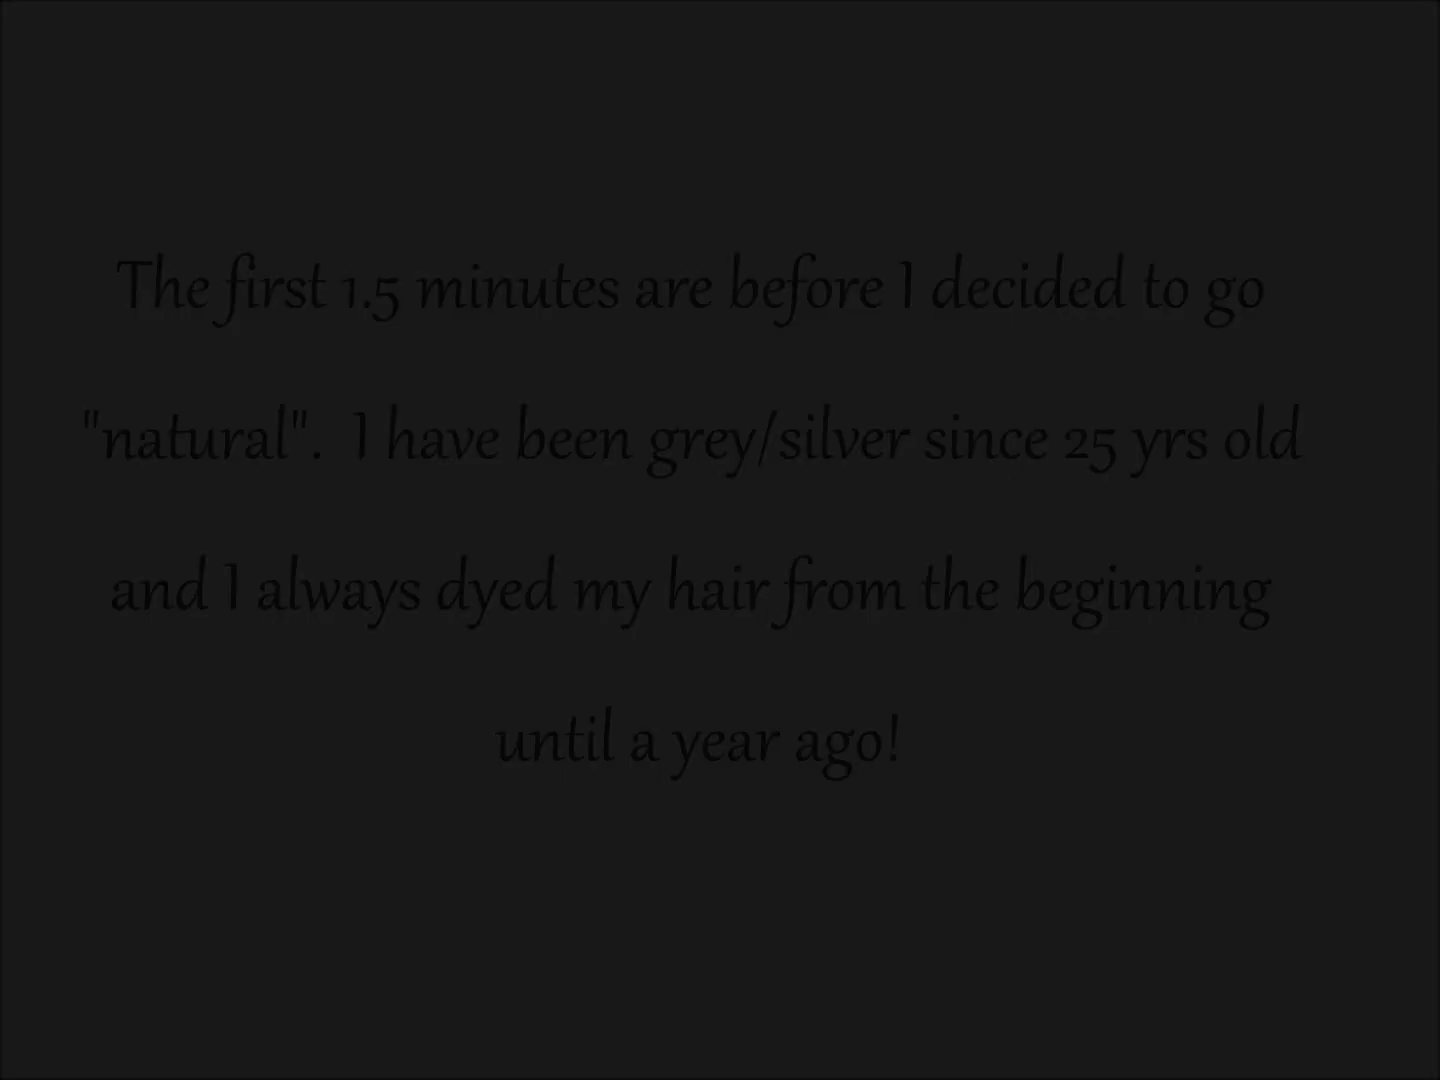 The first 1.5 minutes are before I decided to go
"natural".  I have been grey/silver since 25 yrs old
and I always dyed my hair from the beginning
until a year ago!